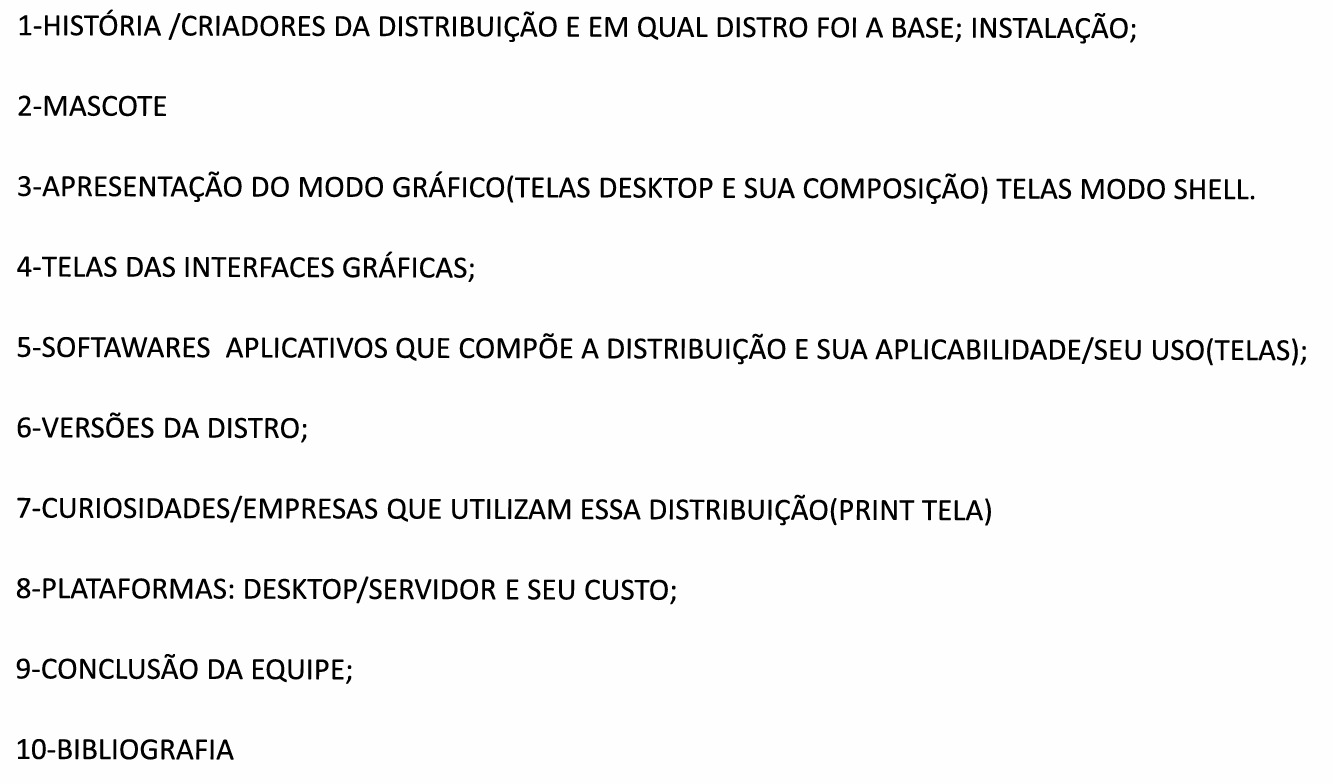 1-HISTÓRIA /CRIADORES DA DISTRIBUIÇÃO E EM QUAL DISTRO FOI A BASE; INSTALAÇÃO;
2-MASCOTE
3-APRESENTAÇÃO DO MODO GRÁFICO(TELAS DESKTOP E SUA COMPOSIÇÃO) TELAS MODO SHELL.
4-TELAS DAS INTERFACES GRÁFICAS;
5-SOFTAWARES  APLICATIVOS QUE COMPÕE A DISTRIBUIÇÃO E SUA APLICABILIDADE/SEU USO(TELAS);
6-VERSÕES DA DISTRO;
7-CURIOSIDADES/EMPRESAS QUE UTILIZAM ESSA DISTRIBUIÇÃO(PRINT TELA)
8-PLATAFORMAS: DESKTOP/SERVIDOR E SEU CUSTO;
9-CONCLUSÃO DA EQUIPE;
10-BIBLIOGRAFIA